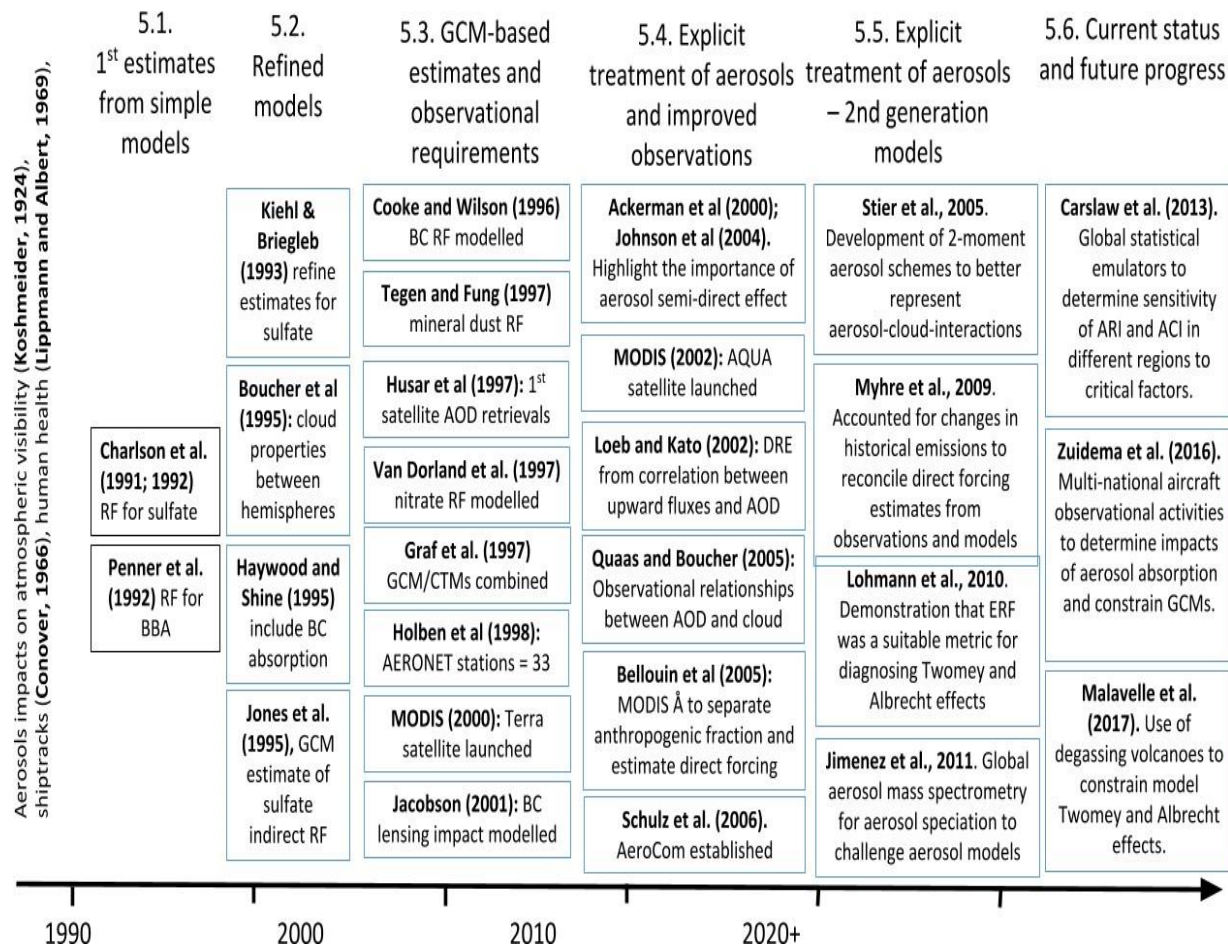 Aerosols impacts on atmospheric visibility (Koshmeider, 1924),
shiptracks (Conover, 1966), human health (Lippmann and Albert, 1969),
5.1.
1st estimates
from simple
models
Charlson et al.
(1991; 1992)
RF for sulfate
Penner et al.
(1992) RF for
BBA
5.2.
Refined
models
Kiehl &
Briegleb
(1993) refine
estimates for
sulfate
Boucher et al
(1995): cloud
properties
between
hemispheres
Haywood and
Shine (1995)
include BC
absorption
Jones et al.
(1995), GCM
estimate of
sulfate
indirect RF
5.3. GCM-based
estimates and
observational
requirements
Cooke and Wilson (1996)
BC RF modelled
Tegen and Fung (1997)
mineral dust RF
Husar et al (1997): 1st
satellite AOD retrievals
Van Dorland et al. (1997)
nitrate RF modelled
Graf et al. (1997)
GCM/CTMs combined
Holben et al (1998):
AERONET stations = 33
MODIS (2000): Terra
satellite launched
Jacobson (2001): BC
lensing impact modelled
5.4. Explicit
treatment of aerosols
and improved
observations
Ackerman et al (2000);
Johnson et al (2004).
Highlight the importance of
aerosol semi-direct effect
MODIS (2002): AQUA
satellite launched
Loeb and Kato (2002): DRE
from correlation between
upward fluxes and AOD
Quaas and Boucher (2005):
Observational relationships
between AOD and cloud
Bellouin et al (2005):
MODIS Å to separate
anthropogenic fraction and
estimate direct forcing
Schulz et al. (2006).
AeroCom established
5.5. Explicit
treatment of aerosols
– 2nd generation
models
Stier et al., 2005.
Development of 2-moment
aerosol schemes to better
represent
aerosol-cloud-interactions
Myhre et al., 2009.
Accounted for changes in
historical emissions to
reconcile direct forcing
estimates from
observations and models
Lohmann et al., 2010.
Demonstration that ERF
was a suitable metric for
diagnosing Twomey and
Albrecht effects
Jimenez et al., 2011. Global
aerosol mass spectrometry
for aerosol speciation to
challenge aerosol models
5.6. Current status
and future progress
Carslaw et al. (2013).
Global statistical
emulators to
determine sensitivity
of ARI and ACI in
different regions to
critical factors.
Zuidema et al. (2016).
Multi-national aircraft
observational activities
to determine impacts
of aerosol absorption
and constrain GCMs.
Malavelle et al.
(2017). Use of
degassing volcanoes to
constrain model
Twomey and Albrecht
effects.
1990
2000
2010
2020+